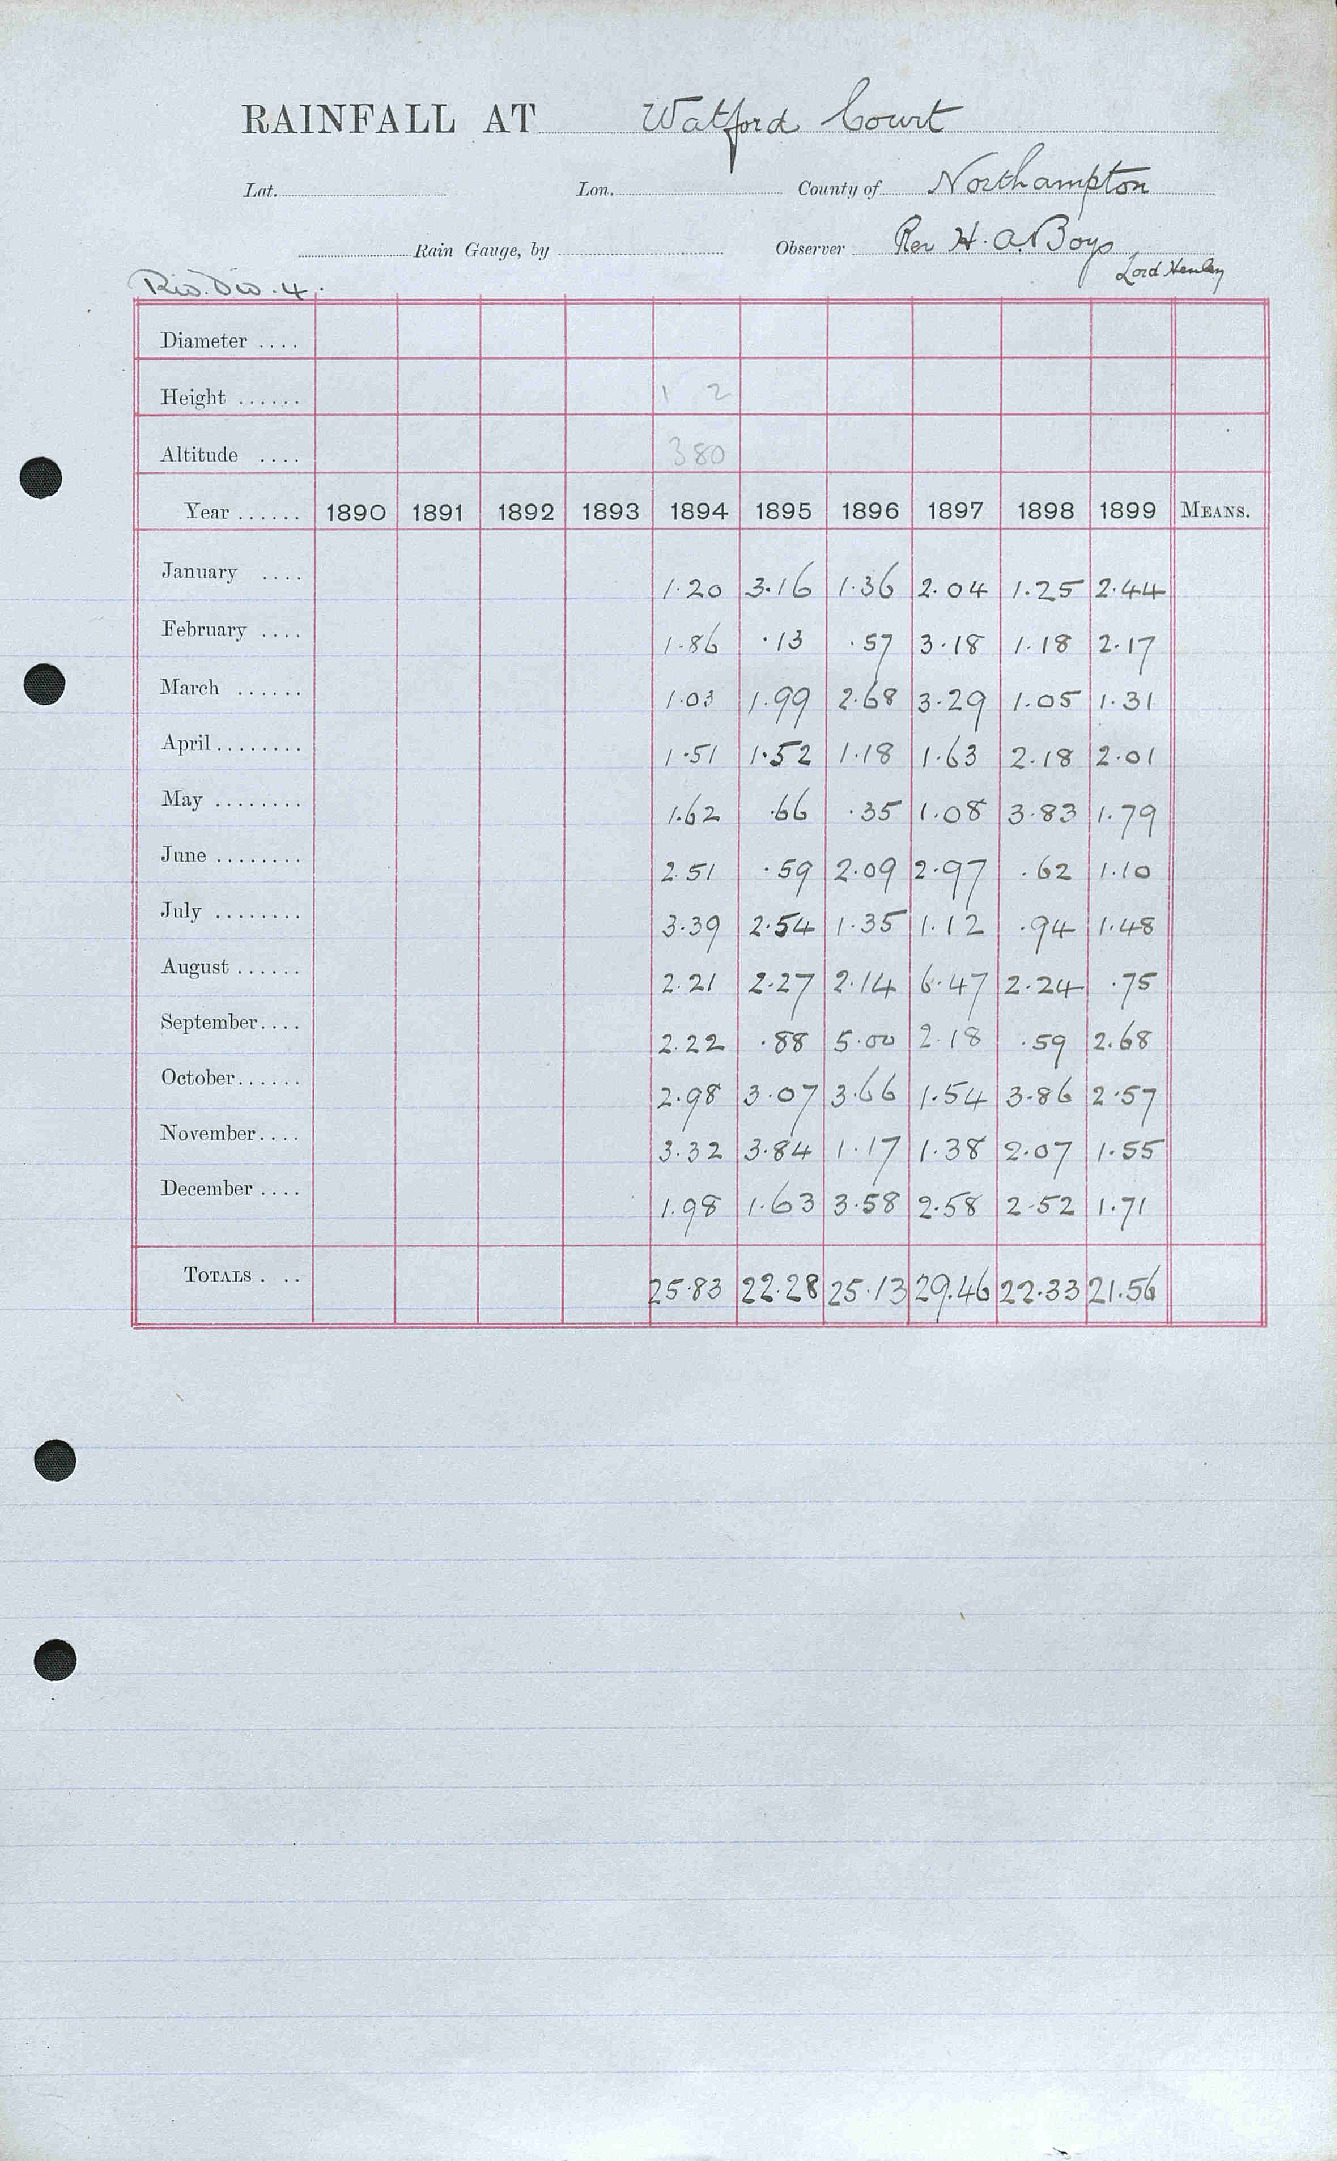 RAINFALL AT Watford Court
Lat. Lon. County of Northampton
Rain Gauge, by Observer Rev H. A. Boys
Lord Henley
Riv. Div. 4.
Diameter ....
Height ...... 1 2
Altitude .... 380
Year ...... 1890 1891 1892 1893 1894 1895 1896 1897 1898 1899 MEANS.
January .... 1.20 3.16 1.36 2.04 1.25 2.44
February .... 1.86 .13 .57 3.18 1.18 2.17
March ...... 1.03 1.99 2.68 3.29 1.05 1.31
April ........ 1.51 1.52 1.18 1.63 2.18 2.01
May ........ 1.62 .66 .35 1.08 3.83 1.79
June ........ 2.51 .59 2.09 2.97 .62 1.10
July ........ 3.39 2.54 1.35 1.12 .94 1.48
August ...... 2.21 2.27 2.14 6.47 2.24 .75
September.... 2.22 .88 5.00 2.18 .59 2.68
October...... 2.98 3.07 3.66 1.54 3.86 2.57
November.... 3.32 3.84 1.17 1.38 2.07 1.55
December .... 1.98 1.63 3.58 2.58 2.52 1.71
TOTALS . .. 25.83 22.28 25.13 29.46 22.33 21.56